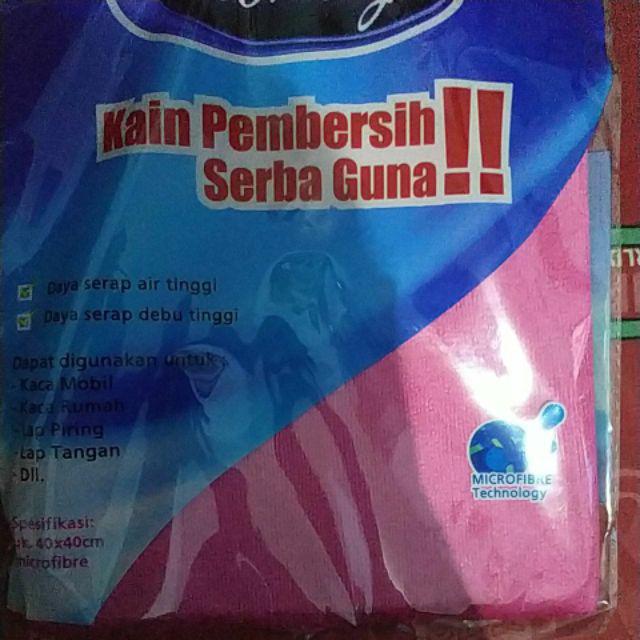 Kain Pembersih
Serba Guna !!
Daya serap air tinggi
Daya serap debu tinggi
Dapat digunakan untuk :
- Kaca Mobil
- Kaca Rumah
- Lap Piring
- Lap Tangan
- Dll.
Spesifikasi:
40x40cm
microfibre
MICROFIBRE
Technology